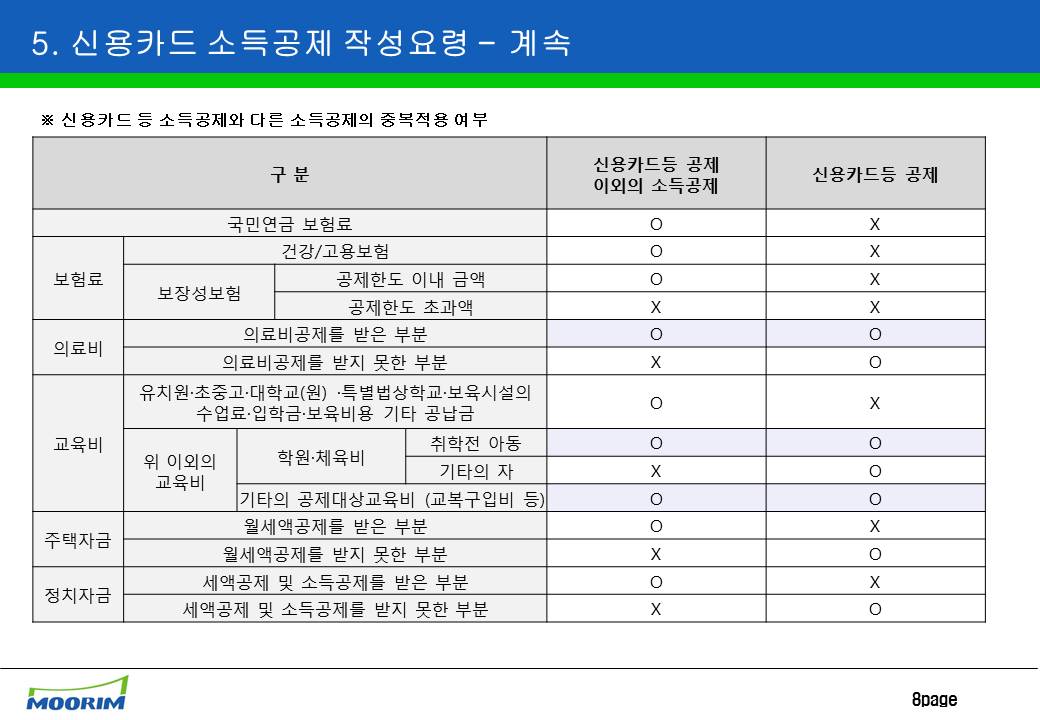 5. 신용카드 소득공제 작성요령 – 계속
※ 신용카드 등 소득공제와 다른 소득공제의 중복적용 여부
구 분
신용카드등 공제
이외의 소득공제
신용카드등 공제
국민연금 보험료 O X
보험료
건강/고용보험 O X
보장성보험
공제한도 이내 금액 O X
공제한도 초과액 X X
의료비
의료비공제를 받은 부분 O O
의료비공제를 받지 못한 부분 X O
교육비
유치원·초중고·대학교(원) ·특별법상학교·보육시설의
수업료·입학금·보육비용 기타 공납금
O X
위 이외의
교육비
학원·체육비
취학전 아동 O O
기타의 자 X O
기타의 공제대상교육비 (교복구입비 등) O O
주택자금
월세액공제를 받은 부분 O X
월세액공제를 받지 못한 부분 X O
정치자금
세액공제 및 소득공제를 받은 부분 O X
세액공제 및 소득공제를 받지 못한 부분 X O
MOORIM
8page